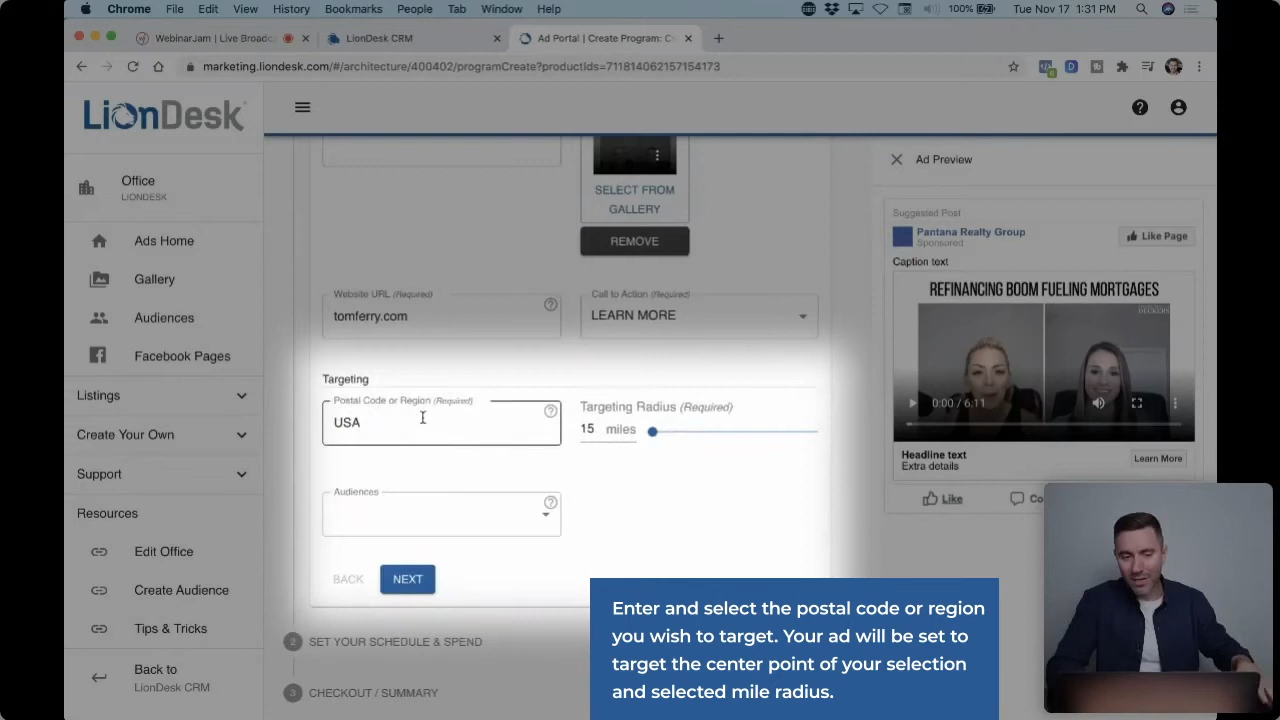 Chrome File Edit View History Bookmarks People Tab Window Help 100% Tue Nov 17 1:31 PM
WebinarJam | Live Broadc
LionDesk CRM
Ad Portal | Create Program: C
marketing.liondesk.com/#/architecture/400402/programCreate?productIds=711814062157154173
LionDesk
Office
LIONDESK
Ads Home
Gallery
Audiences
Facebook Pages
Listings
Create Your Own
Support
Resources
Edit Office
Create Audience
Tips & Tricks
Back to
LionDesk CRM
SELECT FROM
GALLERY
REMOVE
Website URL (Required)
tomferry.com
Call to Action (Required)
LEARN MORE
Targeting
Postal Code or Region (Required)
USA
Targeting Radius (Required)
15 miles
Audiences
BACK NEXT
2 SET YOUR SCHEDULE & SPEND
3 CHECKOUT / SUMMARY
Ad Preview
Suggested Post
Pantana Realty Group
Sponsored
Like Page
Caption text
REFINANCING BOOM FUELING MORTGAGES
0:00 / 6:11
Headline text
Extra details
Learn More
Like
Co
Enter and select the postal code or region
you wish to target. Your ad will be set to
target the center point of your selection
and selected mile radius.